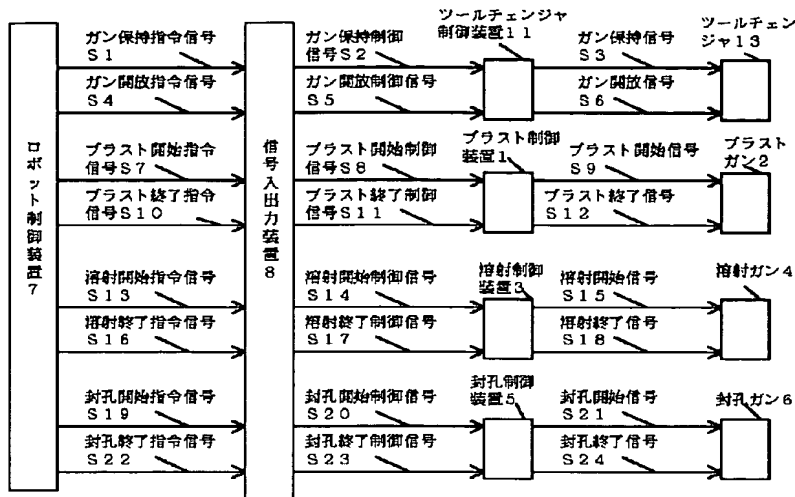 ロボット制御装置7
信号入出力装置8
ガン保持指令信号
S1
ガン開放指令信号
S4
ブラスト開始指令
信号S7
ブラスト終了指令
信号S10
溶射開始指令信号
S13
溶射終了指令信号
S16
封孔開始指令信号
S19
封孔終了指令信号
S22
ガン保持制御
信号S2
ガン開放制御信号
S5
ブラスト開始制御
信号S8
ブラスト終了制御
信号S11
溶射開始制御信号
S14
溶射終了制御信号
S17
封孔開始制御信号
S20
封孔終了制御信号
S23
ツールチェンジャ
制御装置11
ブラスト制御
装置1
溶射制御
装置3
封孔制御
装置5
ガン保持信号
S3
ガン開放信号
S6
ブラスト開始信号
S9
ブラスト終了信号
S12
溶射開始信号
S15
溶射終了信号
S18
封孔開始信号
S21
封孔終了信号
S24
ツールチェン
ジャ13
ブラスト
ガン2
溶射ガン4
封孔ガン6